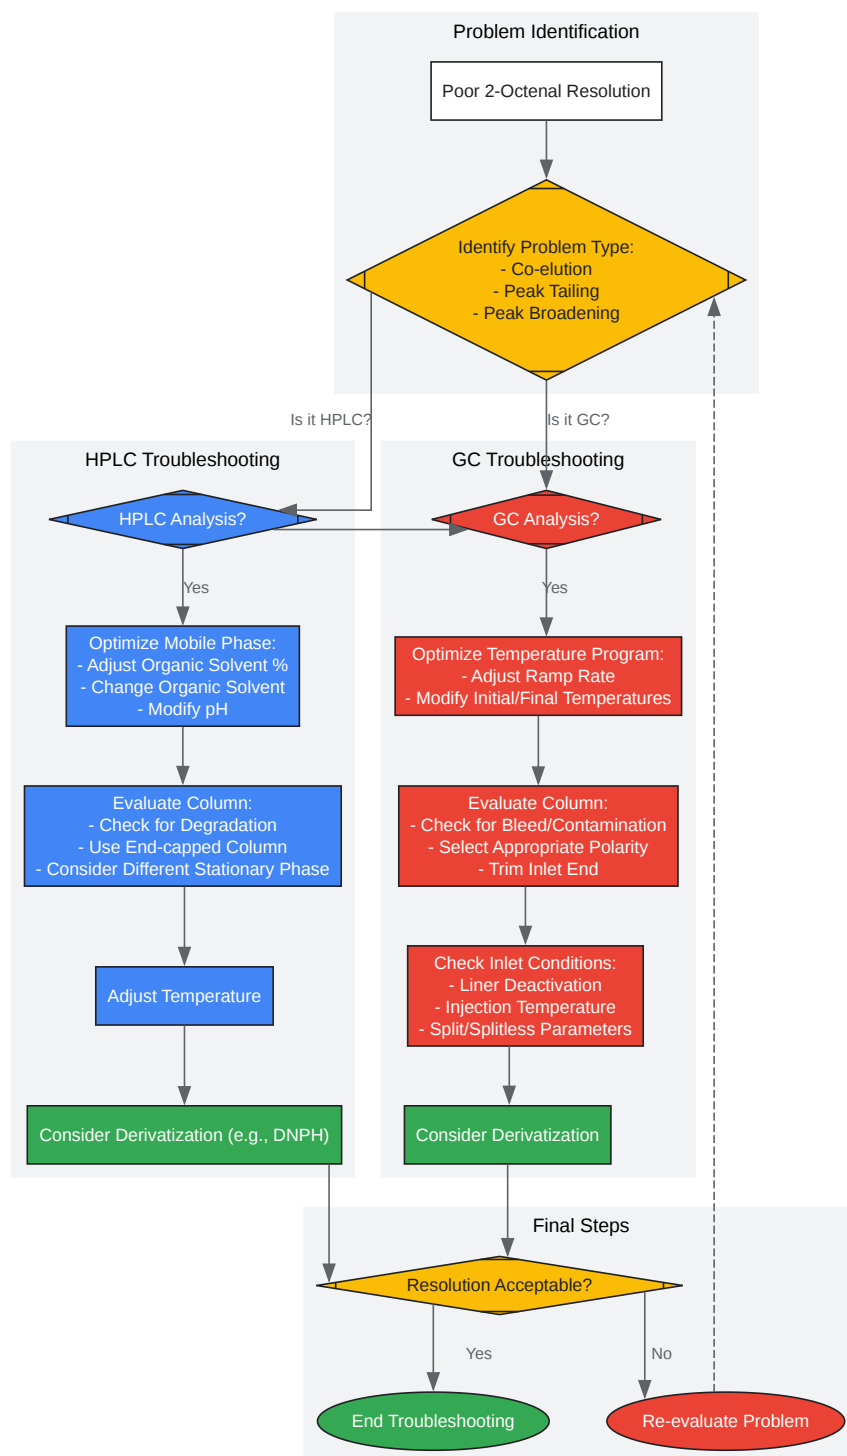 Problem Identification
Poor 2-Octenal Resolution
Identify Problem Type:
- Co-elution
- Peak Tailing
- Peak Broadening
Is it HPLC?
Is it GC?
HPLC Troubleshooting
HPLC Analysis?
Yes
Optimize Mobile Phase:
- Adjust Organic Solvent %
- Change Organic Solvent
- Modify pH
Evaluate Column:
- Check for Degradation
- Use End-capped Column
- Consider Different Stationary Phase
Adjust Temperature
Consider Derivatization (e.g., DNPH)
GC Troubleshooting
GC Analysis?
Yes
Optimize Temperature Program:
- Adjust Ramp Rate
- Modify Initial/Final Temperatures
Evaluate Column:
- Check for Bleed/Contamination
- Select Appropriate Polarity
- Trim Inlet End
Check Inlet Conditions:
- Liner Deactivation
- Injection Temperature
- Split/Splitless Parameters
Consider Derivatization
Final Steps
Resolution Acceptable?
Yes
No
End Troubleshooting
Re-evaluate Problem